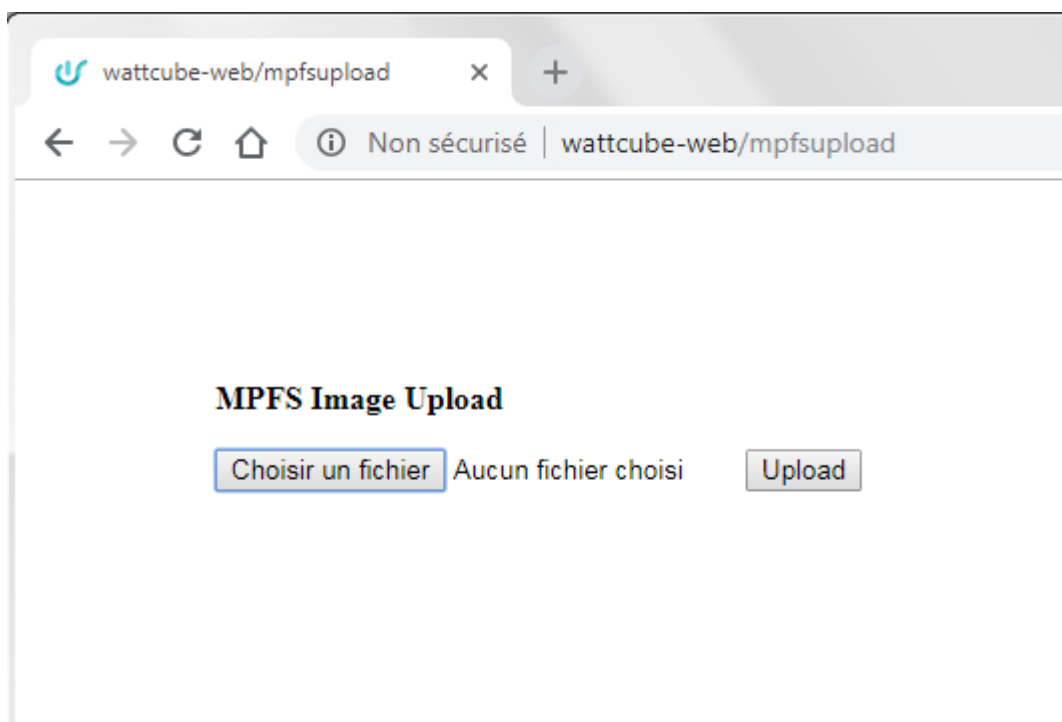 wattcube-web/mpfsupload
Non sécurisé | wattcube-web/mpfsupload
MPFS Image Upload
Choisir un fichier Aucun fichier choisi Upload